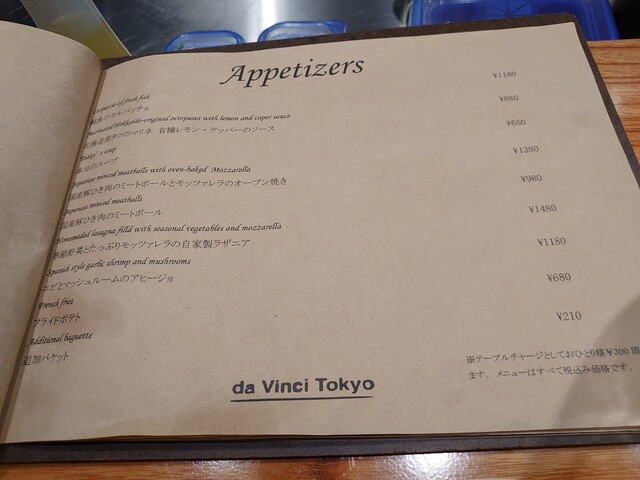 Appetizers
Carpaccio of fresh fish ¥1180
鮮魚のカルパッチョ
Marinated Hokkaido-origined octopuses with lemon and caper sauce ¥880
北海道産タコのマリネ 有機レモン・ケッパーのソース
Today's soup ¥650
本日のスープ
Japanese minced meatballs with oven-baked Mozzarella ¥1380
国産豚ひき肉のミートボールとモッツァレラのオーブン焼き
Japanese minced meatballs ¥980
国産豚ひき肉のミートボール
Homemaded lasagna filld with seasonal vegetables and mozzarella ¥1480
季節野菜とたっぷりモッツァレラの自家製ラザニア
Spanish style garlic shrimp and mushrooms ¥1180
エビとマッシュルームのアヒージョ
French fries ¥680
フライドポテト
Additional baguette ¥210
追加バケット
※テーブルチャージとしておひとり様¥300頂
ます。メニューはすべて税込み価格です。
da Vinci Tokyo